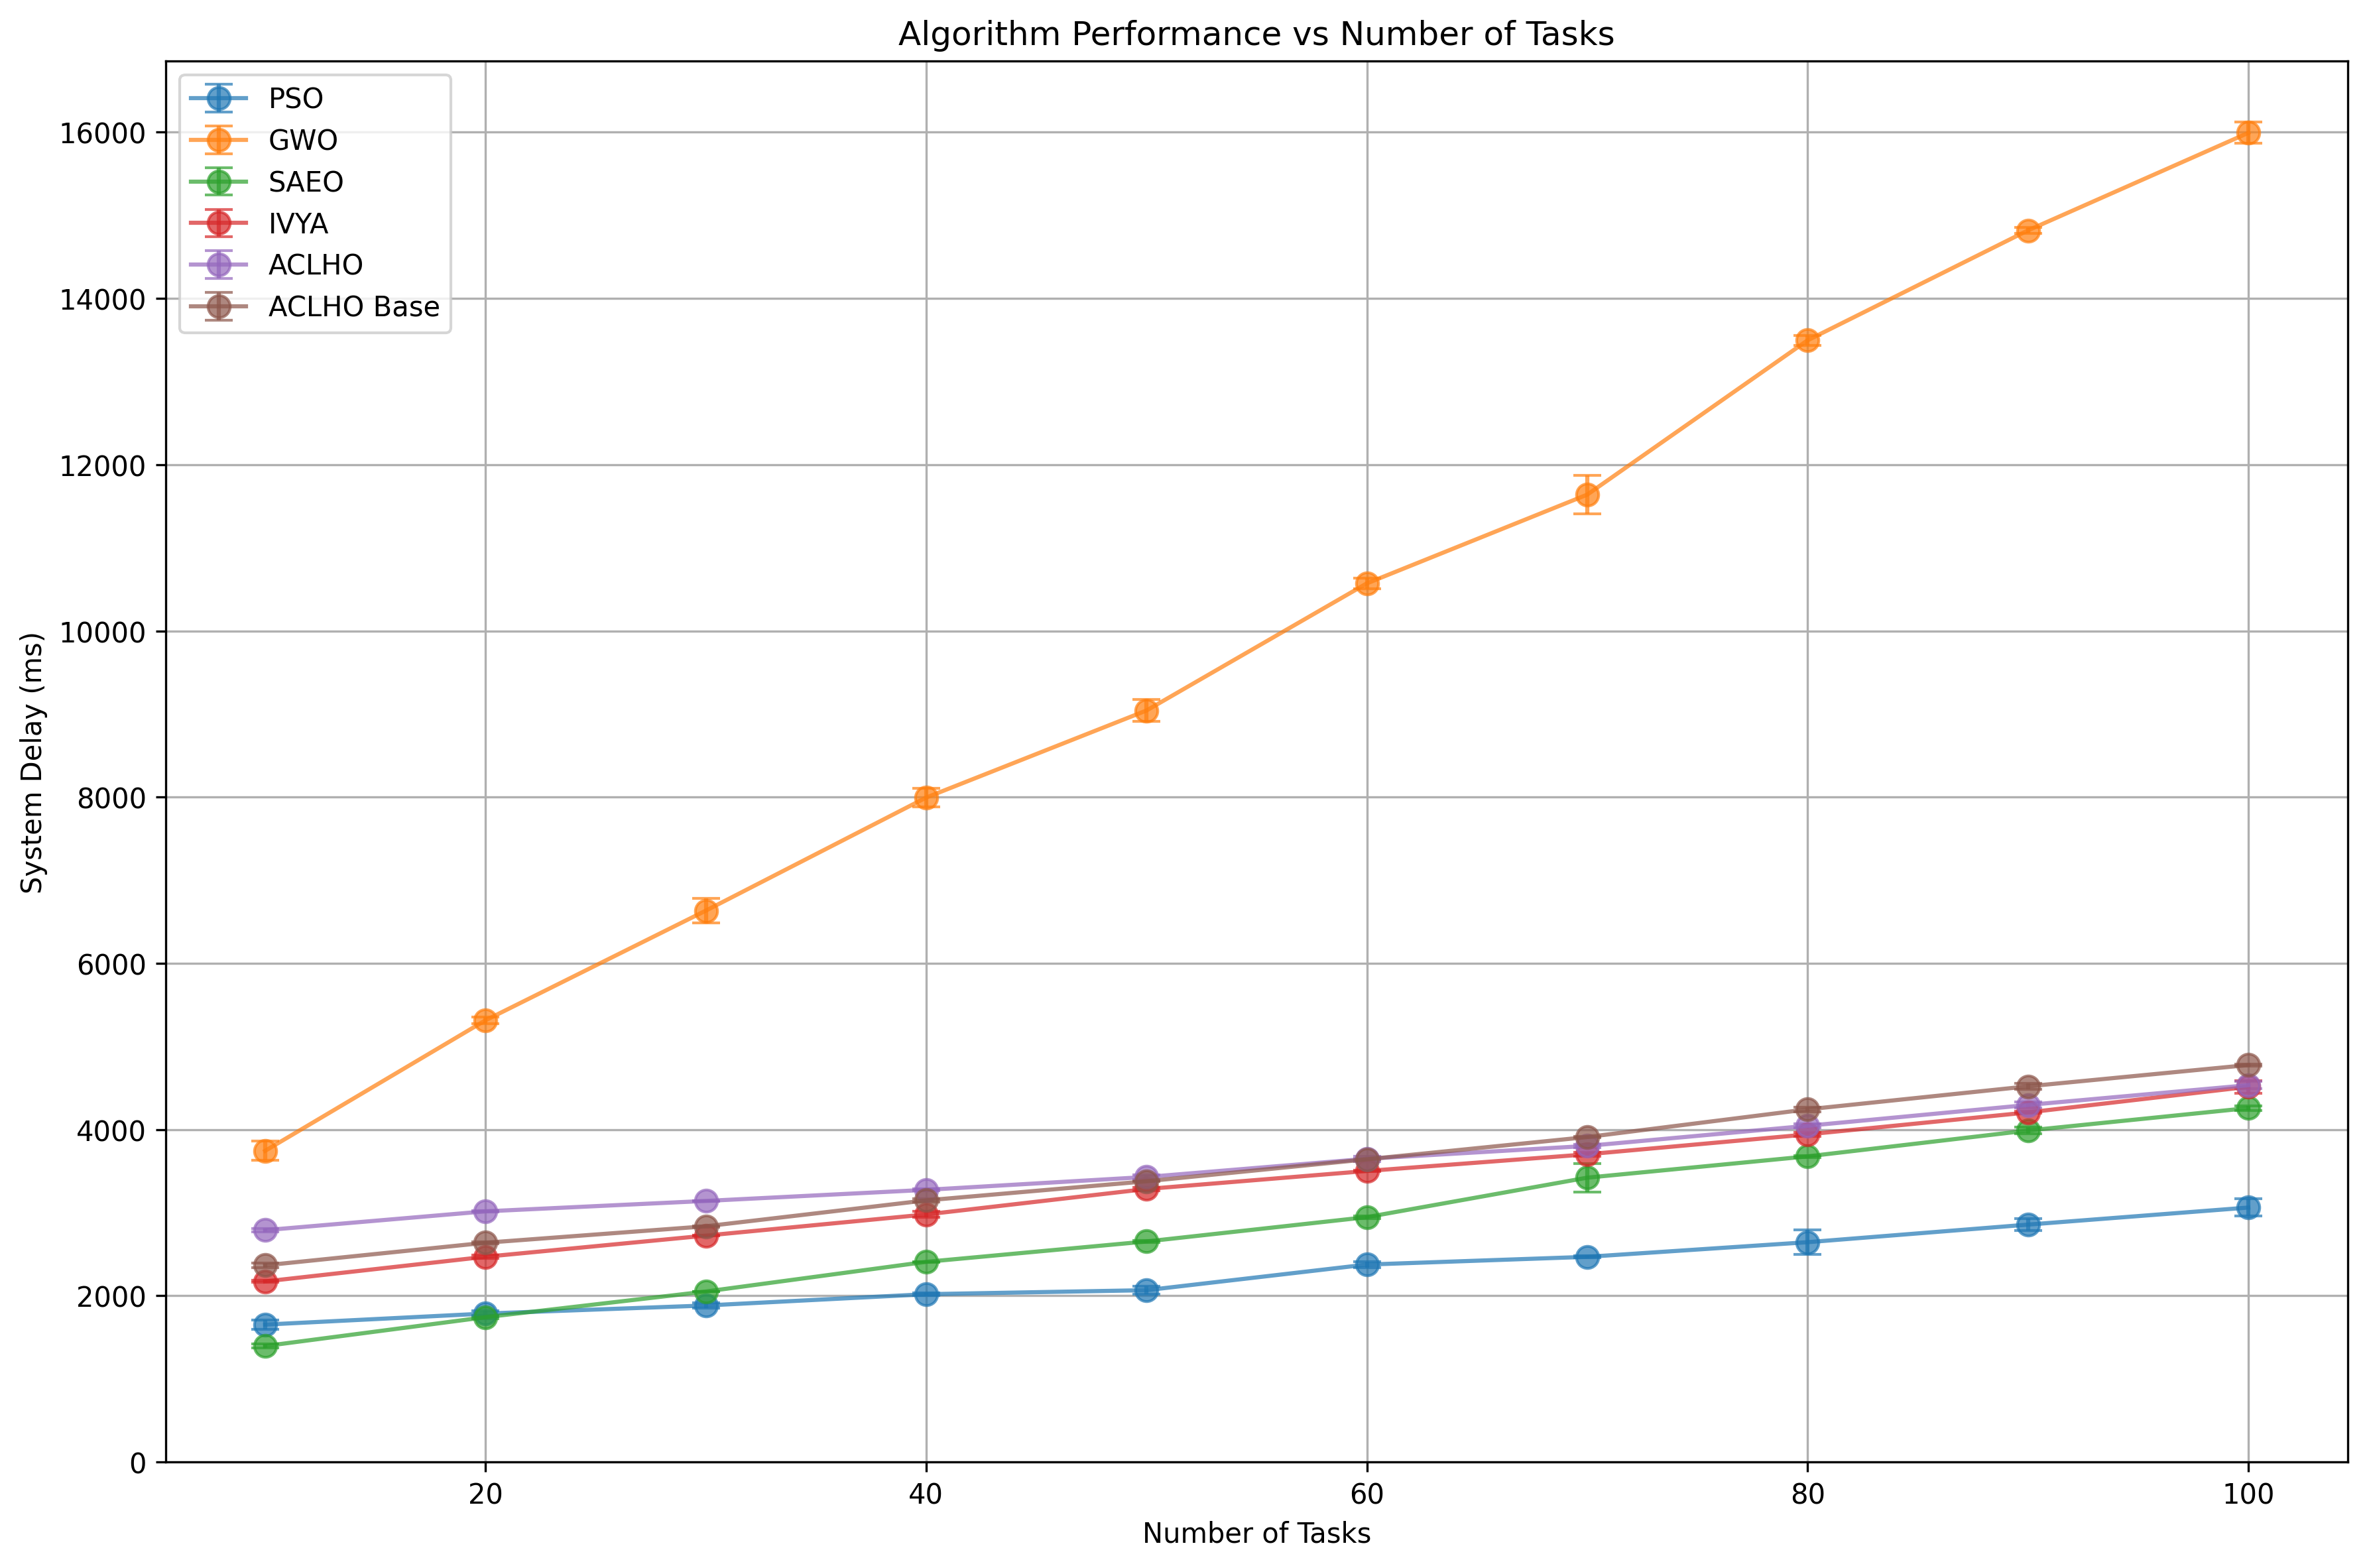 Algorithm Performance vs Number of Tasks
PSO
GWO
SAEO
IVYA
ACLHO
ACLHO Base
System Delay (ms)
16000
14000
12000
10000
8000
6000
4000
2000
0
20 40 60 80 100
Number of Tasks